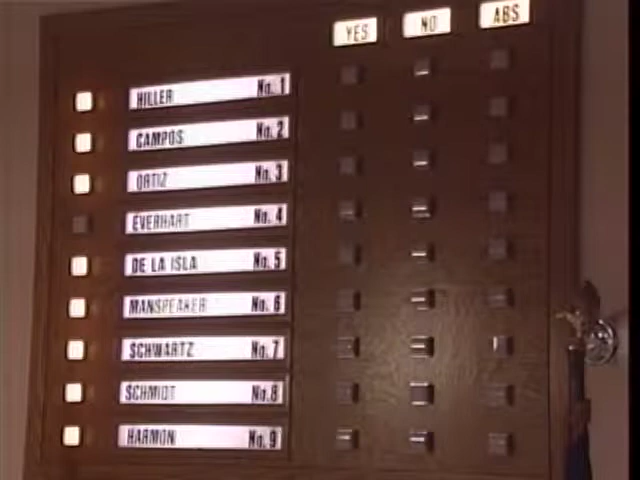 YES NO ABS
HILLER No. 1
CAMPOS No. 2
ORTIZ No. 3
EVERHART No. 4
DE LA ISLA No. 5
MANSPEAKER No. 6
SCHWARTZ No. 7
SCHMIDT No. 8
HARMON No. 9